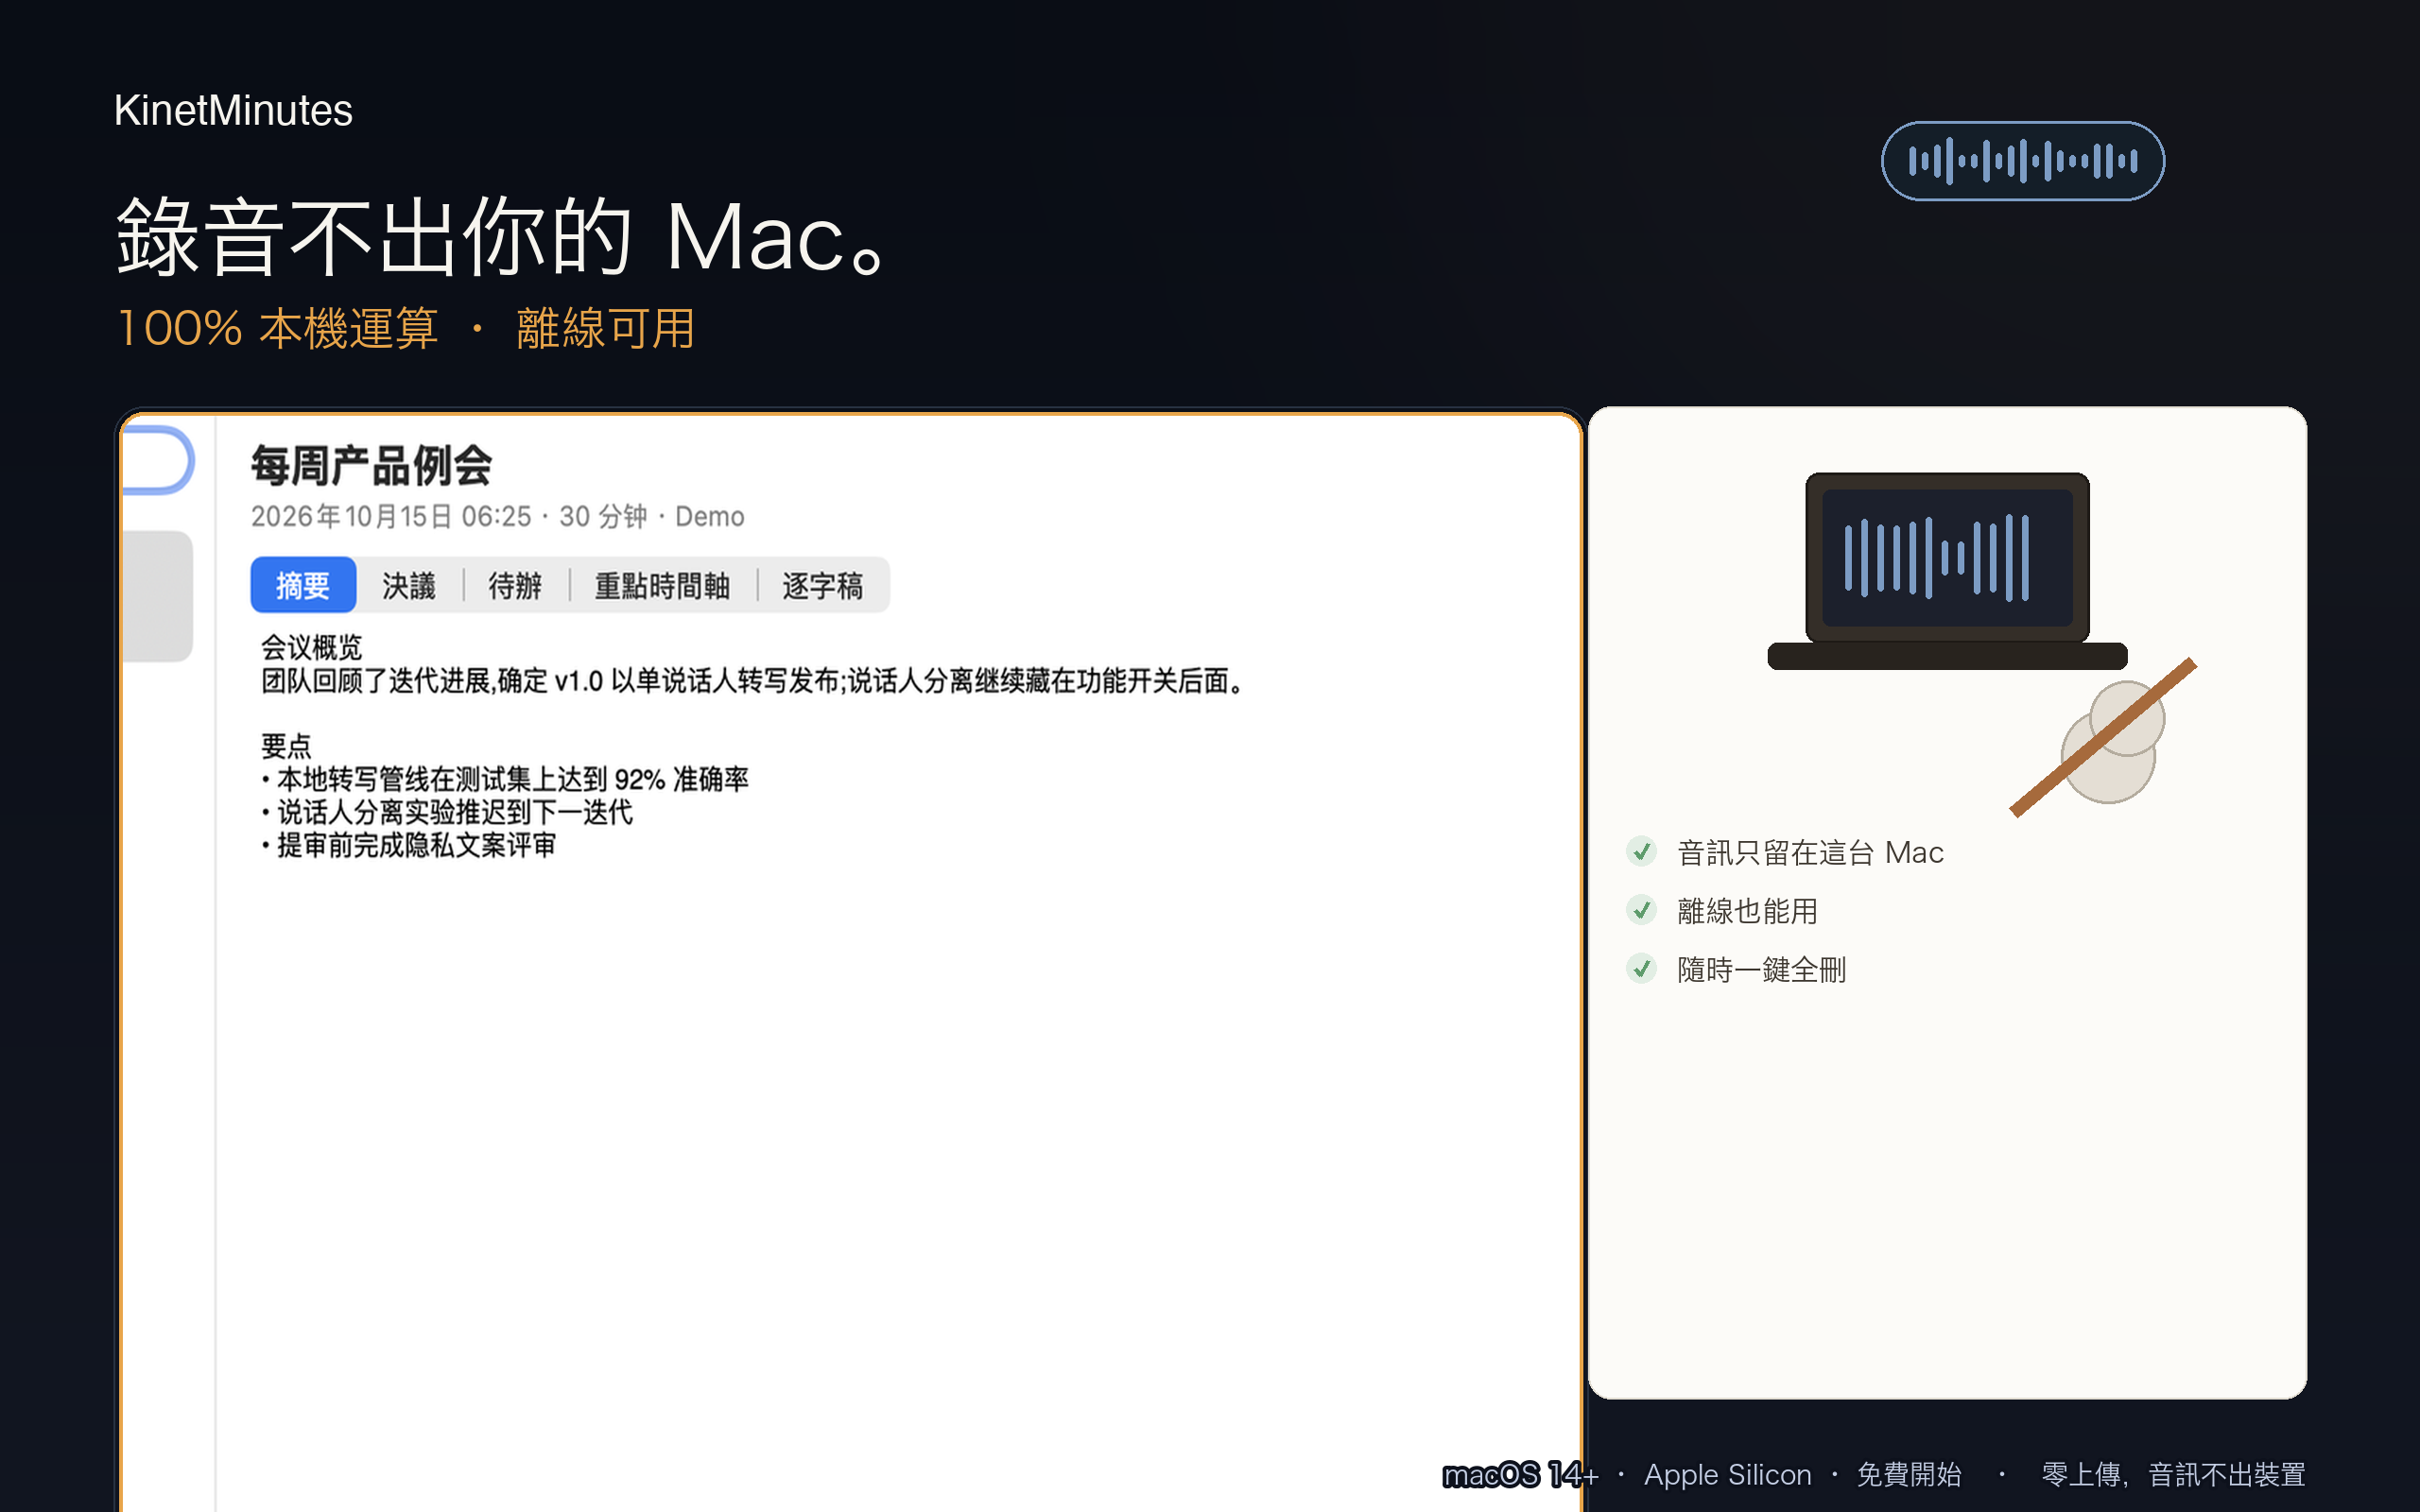 KinetMinutes
錄音不出你的 Mac。
100% 本機運算 · 離線可用
每周产品例会
2026年10月15日 06:25 · 30 分钟 · Demo
摘要 決議 待辦 重點時間軸 逐字稿
会议概览
团队回顾了迭代进展,确定 v1.0 以单说话人转写发布;说话人分离继续藏在功能开关后面。
要点
• 本地转写管线在测试集上达到 92% 准确率
• 说话人分离实验推迟到下一迭代
• 提审前完成隐私文案评审
音訊只留在這台 Mac
離線也能用
隨時一鍵全刪
macOS 14+ · Apple Silicon · 免費開始 · 零上傳，音訊不出裝置